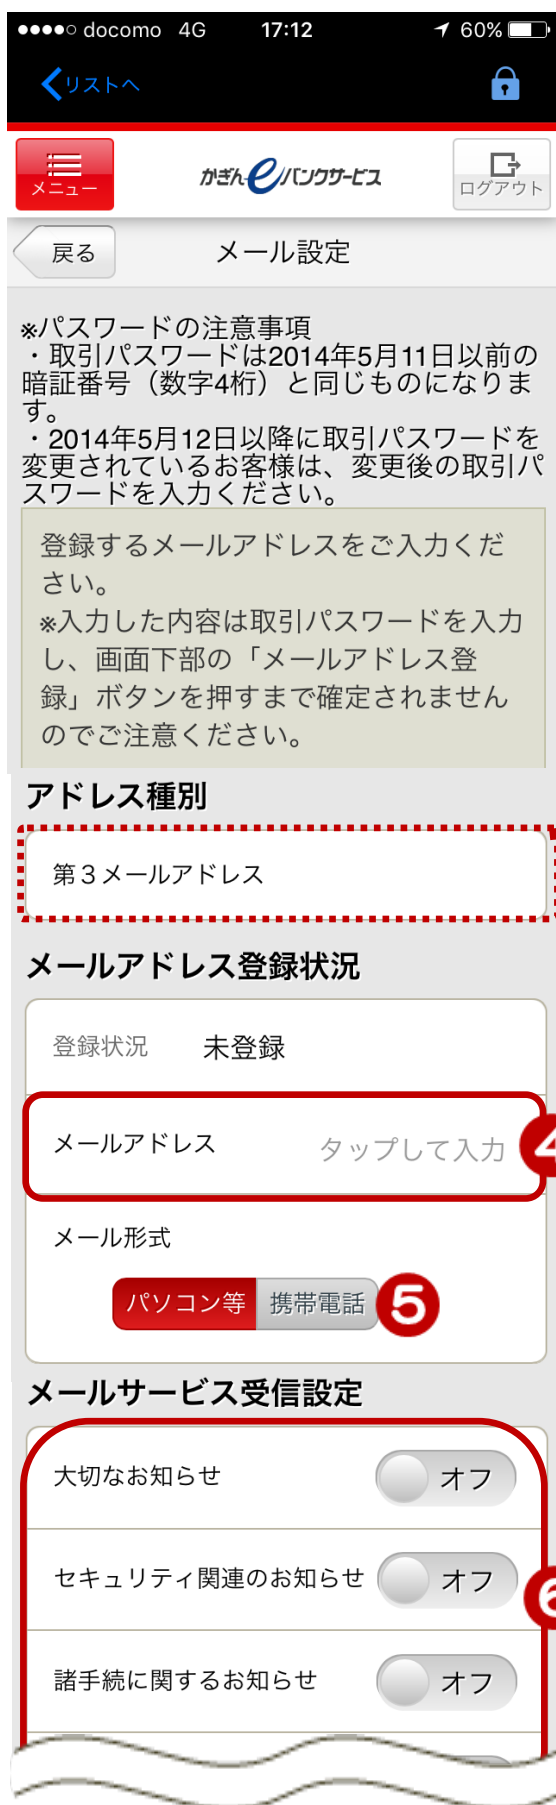 docomo 4G 17:12 60%
リストへ
メニュー かぎんeバンクサービス ログアウト
戻る メール設定
※パスワードの注意事項
・取引パスワードは2014年5月11日以前の
暗証番号（数字4桁）と同じものになりま
す。
・2014年5月12日以降に取引パスワードを
変更されているお客様は、変更後の取引パ
スワードを入力ください。
登録するメールアドレスをご入力くだ
さい。
※入力した内容は取引パスワードを入力
し、画面下部の「メールアドレス登
録」ボタンを押すまで確定されません
のでご注意ください。
アドレス種別
第３メールアドレス
メールアドレス登録状況
登録状況 未登録
メールアドレス タップして入力 4
メール形式
パソコン等 携帯電話 5
メールサービス受信設定
大切なお知らせ オフ
セキュリティ関連のお知らせ オフ 6
諸手続に関するお知らせ オフ